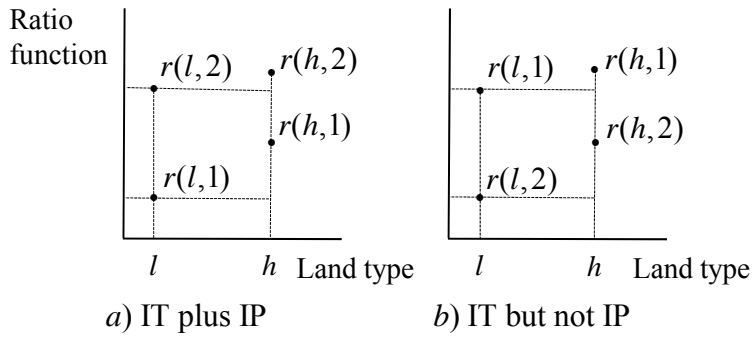 Ratio
function
r(l,2)
r(h,2)
r(h,1)
r(l,1)
l
h
Land type
a) IT plus IP
r(l,1)
r(h,1)
r(h,2)
r(l,2)
l
h
Land type
b) IT but not IP